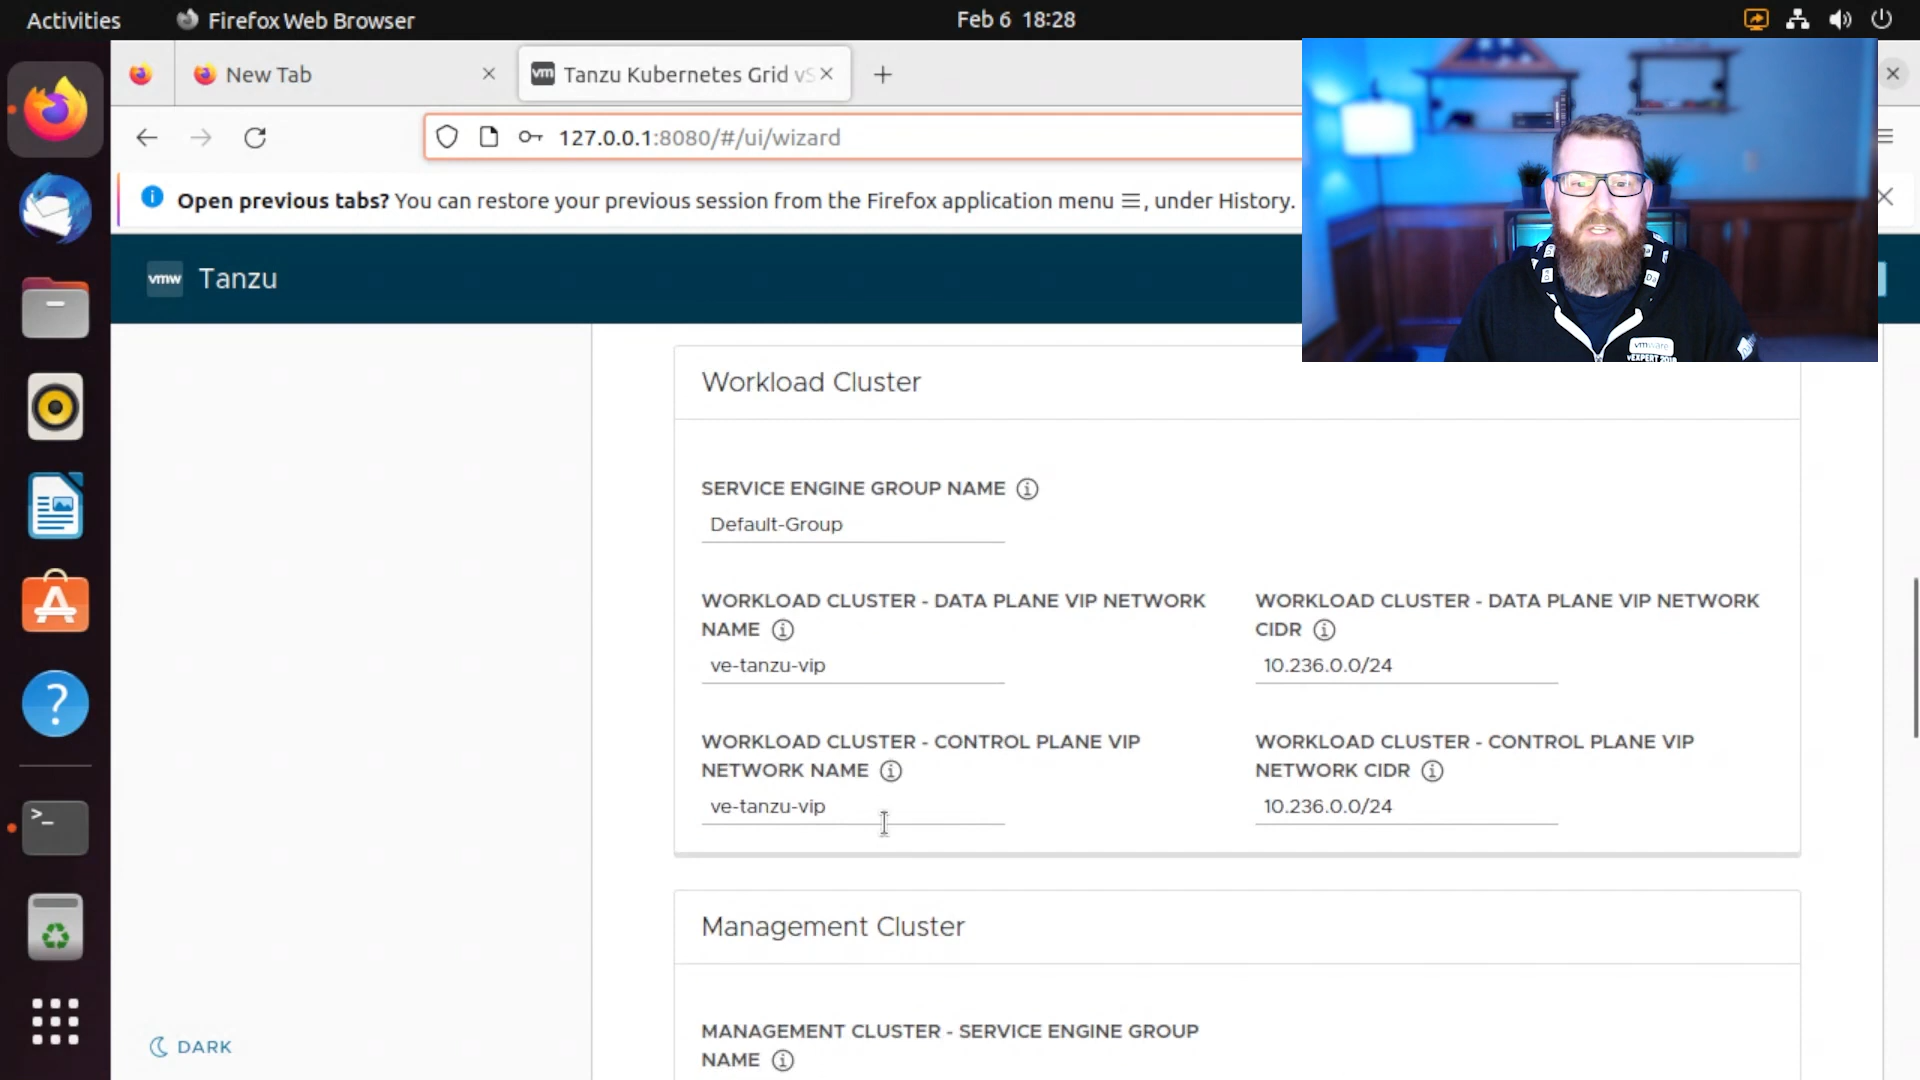 Activities
Firefox Web Browser
Feb 6 18:28
New Tab
vm Tanzu Kubernetes Grid vS
127.0.0.1:8080/#/ui/wizard
Open previous tabs? You can restore your previous session from the Firefox application menu ☰, under History.
vmw Tanzu
Workload Cluster
SERVICE ENGINE GROUP NAME
Default-Group
WORKLOAD CLUSTER - DATA PLANE VIP NETWORK
NAME
ve-tanzu-vip
WORKLOAD CLUSTER - DATA PLANE VIP NETWORK
CIDR
10.236.0.0/24
WORKLOAD CLUSTER - CONTROL PLANE VIP
NETWORK NAME
ve-tanzu-vip
WORKLOAD CLUSTER - CONTROL PLANE VIP
NETWORK CIDR
10.236.0.0/24
Management Cluster
MANAGEMENT CLUSTER - SERVICE ENGINE GROUP
NAME
DARK
vmware
vEXPERT 2019